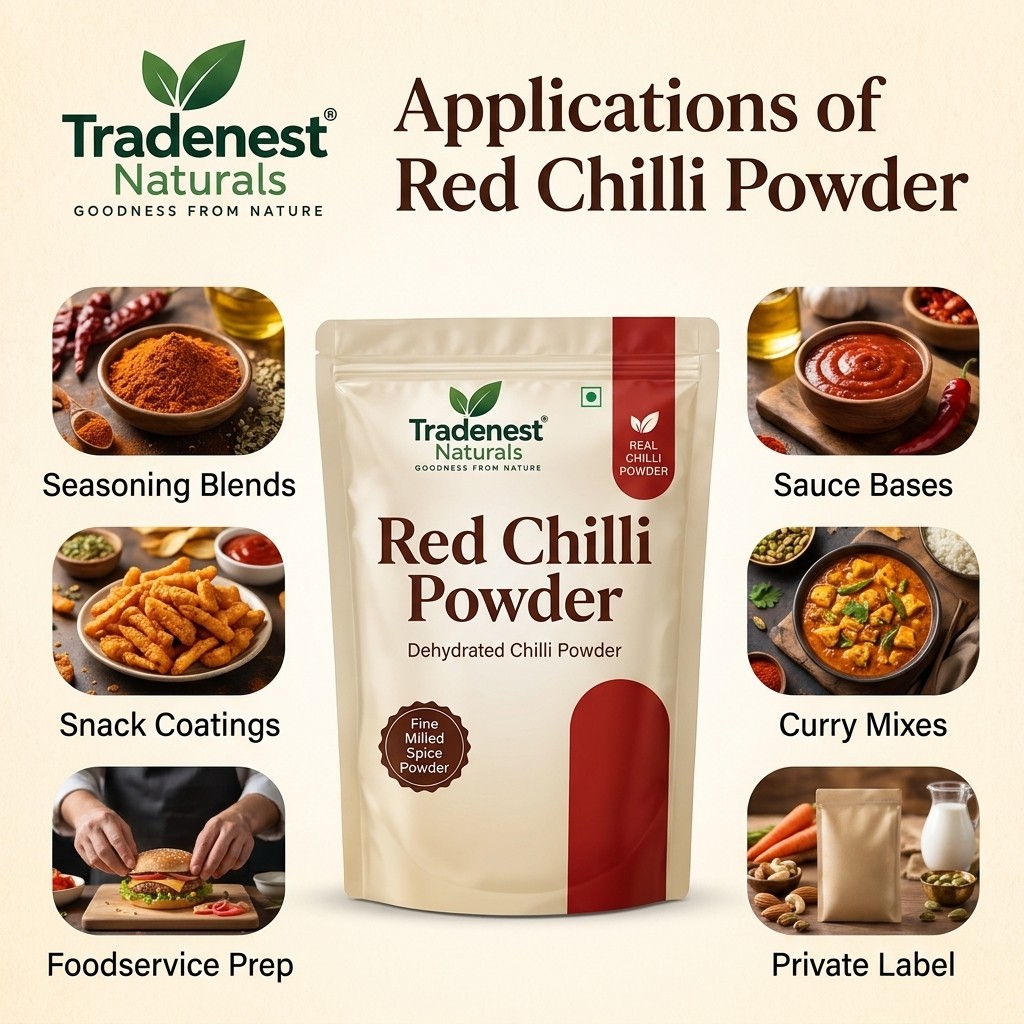 Tradenest®
Naturals
GOODNESS FROM NATURE
Applications of
Red Chilli Powder
Seasoning Blends
Snack Coatings
Foodservice Prep
Tradenest®
Naturals
GOODNESS FROM NATURE
REAL
CHILLI
POWDER
Red Chilli
Powder
Dehydrated Chilli Powder
Fine
Milled
Spice
Powder
Sauce Bases
Curry Mixes
Private Label